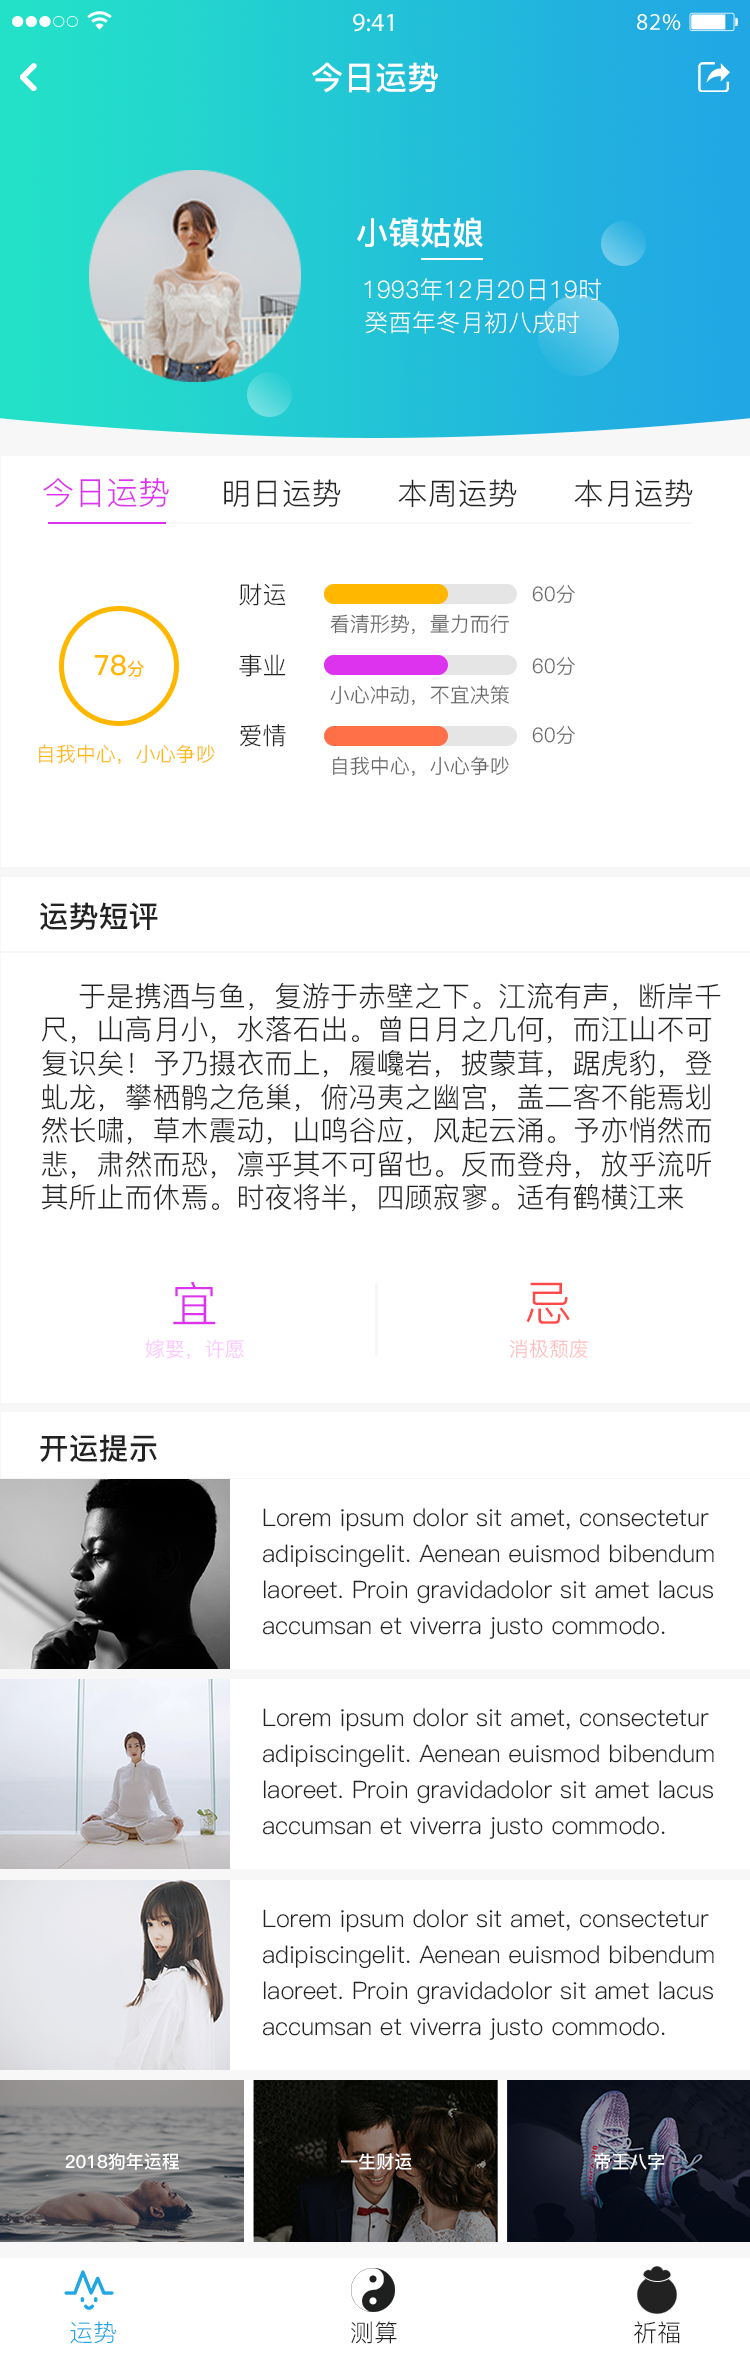 9:41
82%
今日运势
小镇姑娘
1993年12月20日19时
癸酉年冬月初八戌时
今日运势 明日运势 本周运势 本月运势
财运 60分
看清形势，量力而行
78分
事业 60分
小心冲动，不宜决策
爱情 60分
自我中心，小心争吵
自我中心，小心争吵
运势短评
于是携酒与鱼，复游于赤壁之下。江流有声，断岸千
尺，山高月小，水落石出。曾日月之几何，而江山不可
复识矣！予乃摄衣而上，履巉岩，披蒙茸，踞虎豹，登
虬龙，攀栖鹘之危巢，俯冯夷之幽宫，盖二客不能焉划
然长啸，草木震动，山鸣谷应，风起云涌。予亦悄然而
悲，肃然而恐，凛乎其不可留也。反而登舟，放乎流听
其所止而休焉。时夜将半，四顾寂寥。适有鹤横江来
宜 忌
嫁娶，许愿 消极颓废
开运提示
Lorem ipsum dolor sit amet, consectetur
adipiscingelit. Aenean euismod bibendum
laoreet. Proin gravidadolor sit amet lacus
accumsan et viverra justo commodo.
Lorem ipsum dolor sit amet, consectetur
adipiscingelit. Aenean euismod bibendum
laoreet. Proin gravidadolor sit amet lacus
accumsan et viverra justo commodo.
Lorem ipsum dolor sit amet, consectetur
adipiscingelit. Aenean euismod bibendum
laoreet. Proin gravidadolor sit amet lacus
accumsan et viverra justo commodo.
2018狗年运程 一生财运 帝王八字
运势 测算 祈福